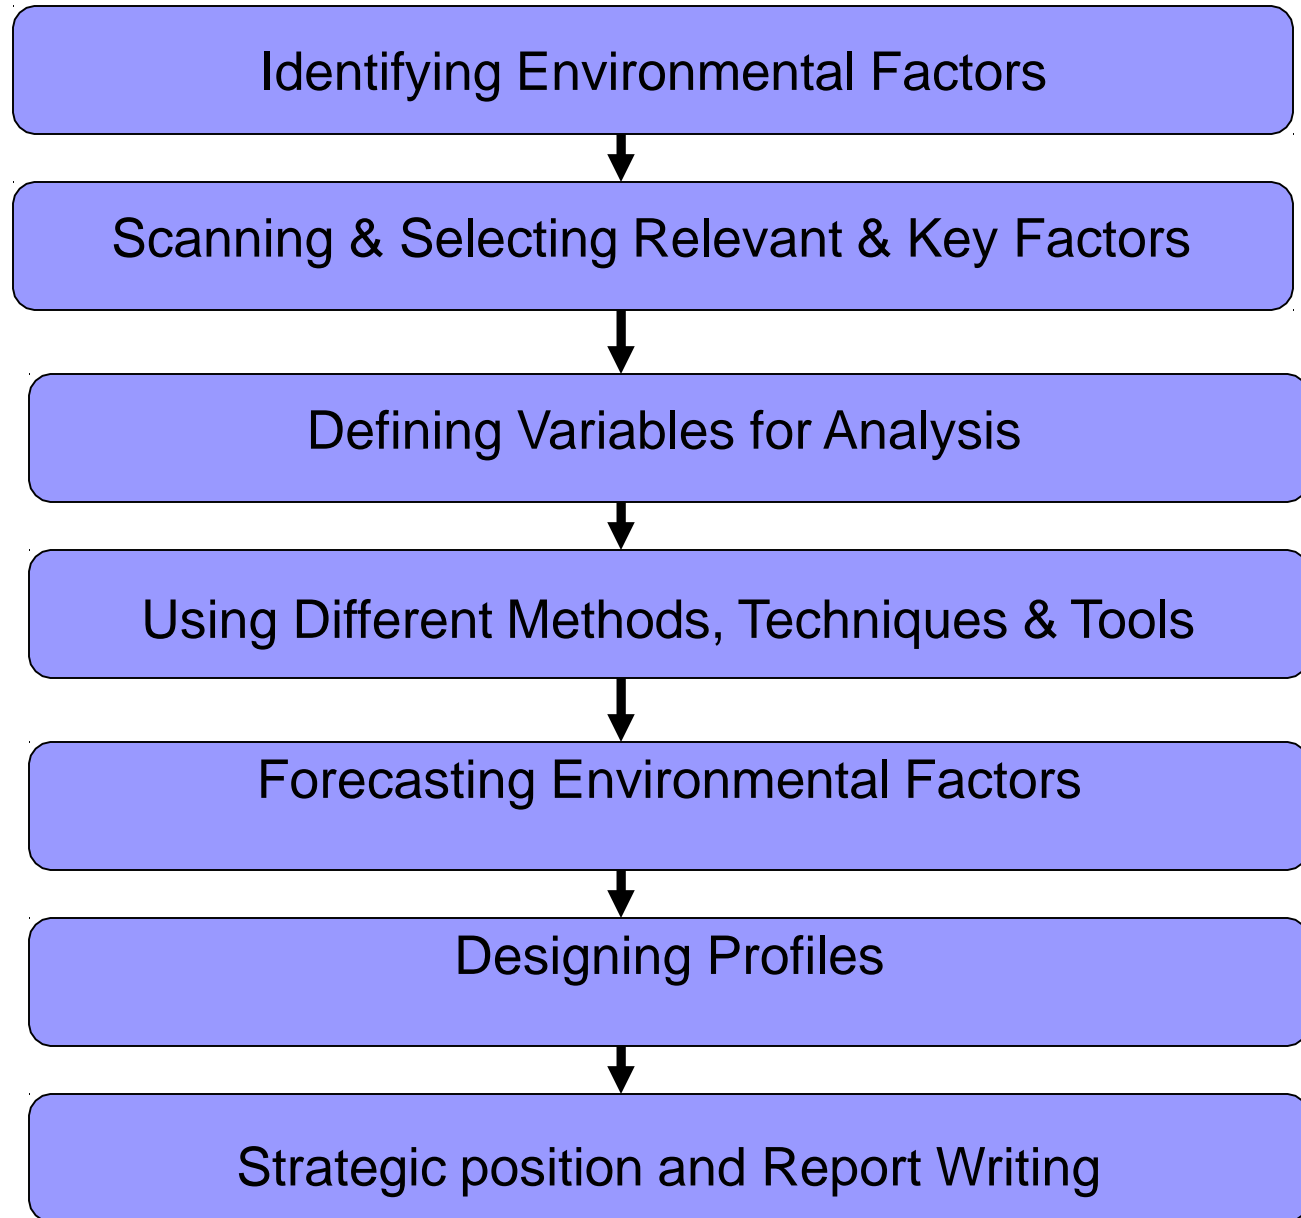 Identifying Environmental Factors
Scanning & Selecting Relevant & Key Factors
Defining Variables for Analysis
Using Different Methods, Techniques & Tools
Forecasting Environmental Factors
Designing Profiles
Strategic position and Report Writing